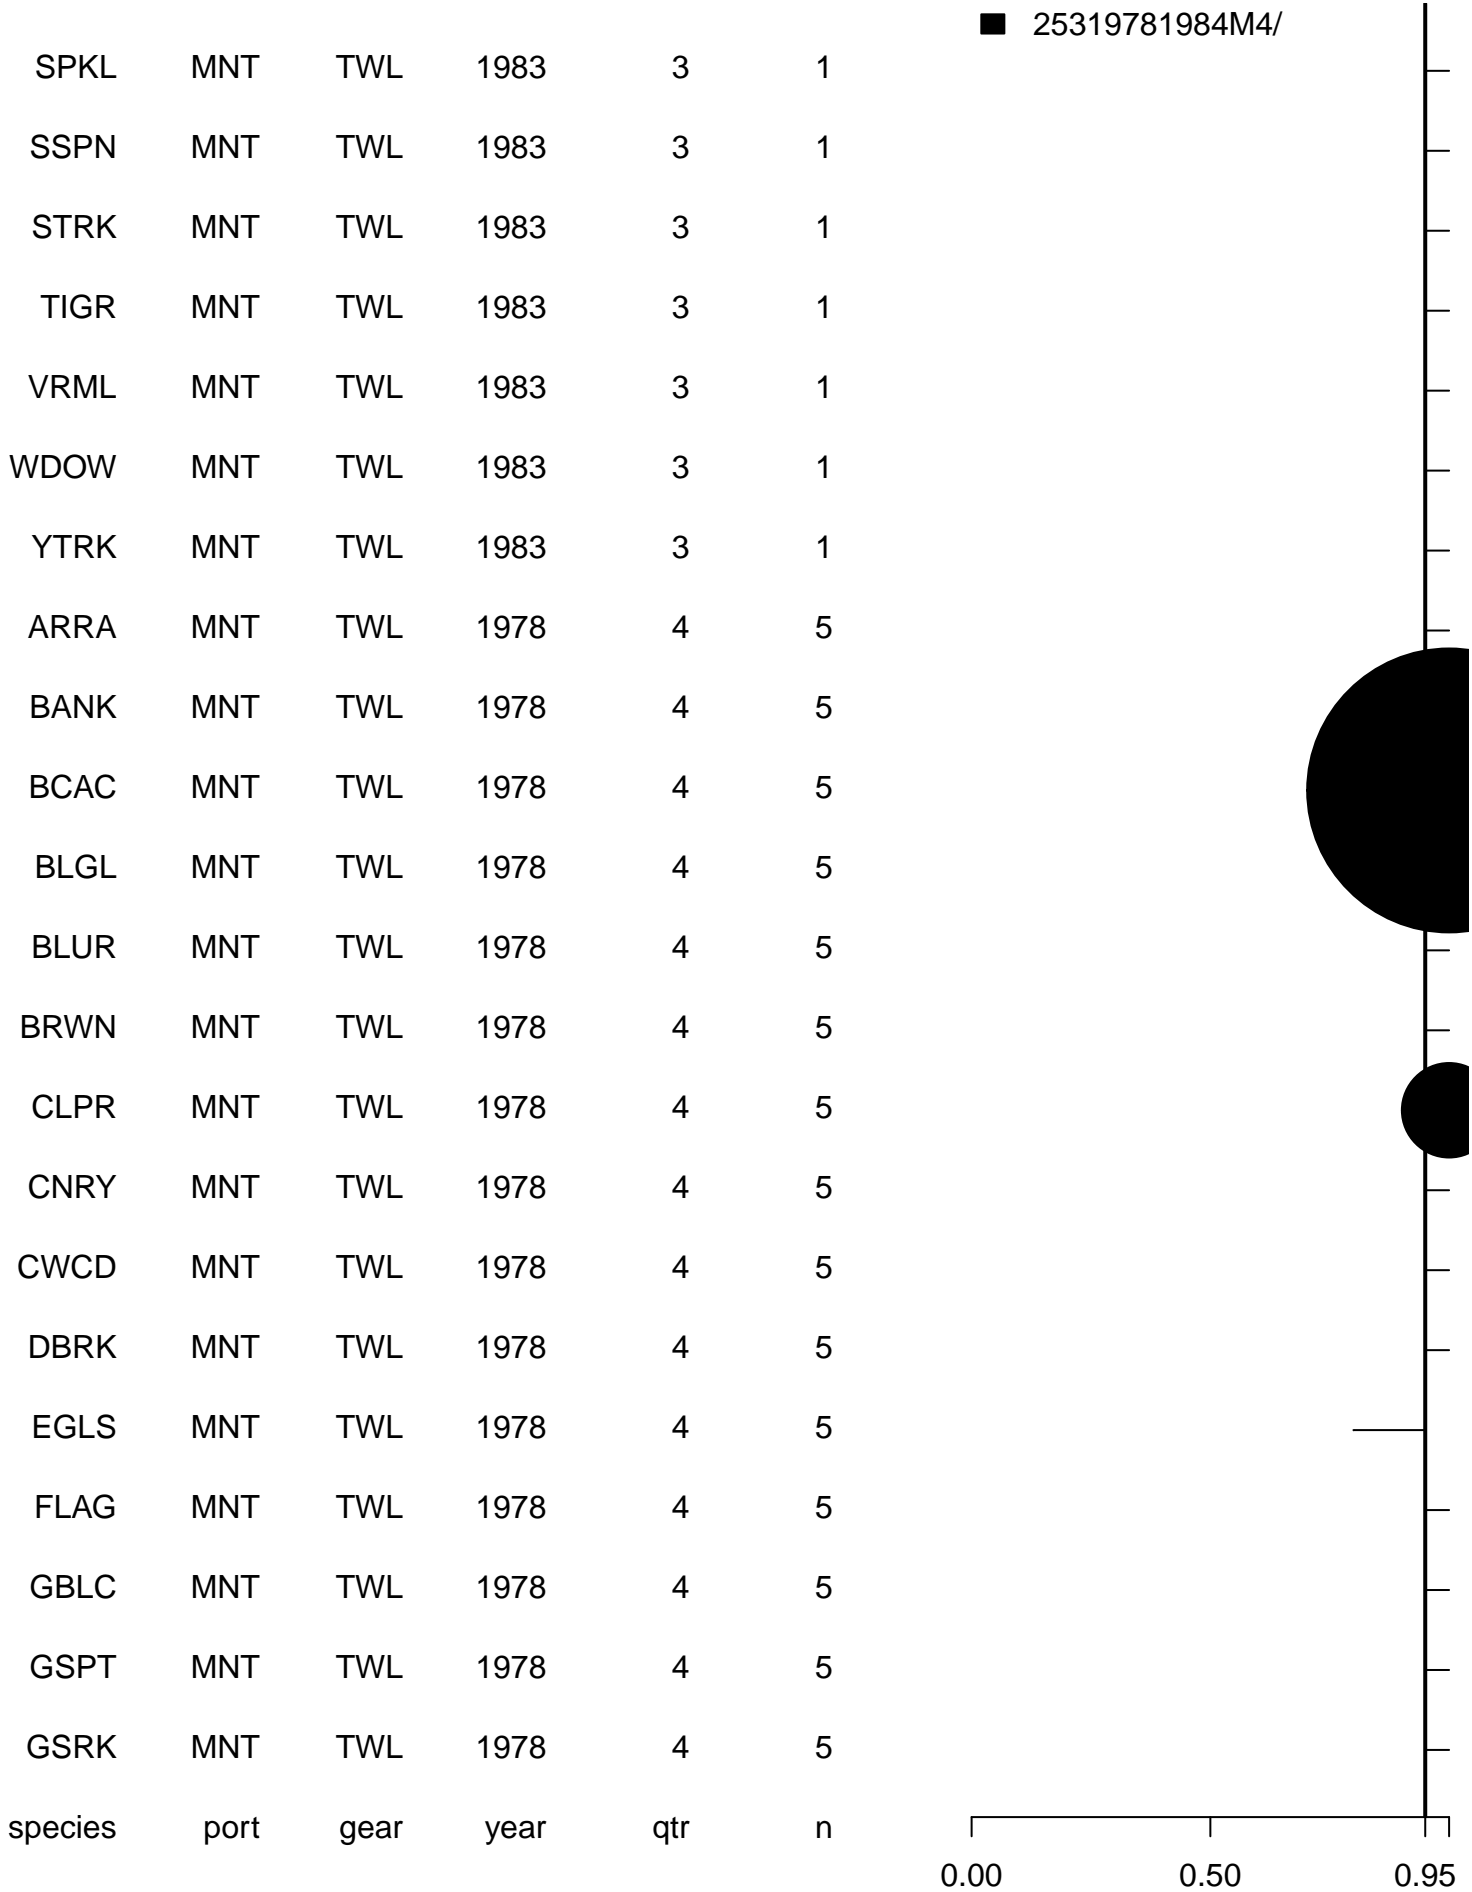 25319781984M4/
SPKL MNT TWL 1983 3 1
SSPN MNT TWL 1983 3 1
STRK MNT TWL 1983 3 1
TIGR MNT TWL 1983 3 1
VRML MNT TWL 1983 3 1
WDOW MNT TWL 1983 3 1
YTRK MNT TWL 1983 3 1
ARRA MNT TWL 1978 4 5
BANK MNT TWL 1978 4 5
BCAC MNT TWL 1978 4 5
BLGL MNT TWL 1978 4 5
BLUR MNT TWL 1978 4 5
BRWN MNT TWL 1978 4 5
CLPR MNT TWL 1978 4 5
CNRY MNT TWL 1978 4 5
CWCD MNT TWL 1978 4 5
DBRK MNT TWL 1978 4 5
EGLS MNT TWL 1978 4 5
FLAG MNT TWL 1978 4 5
GBLC MNT TWL 1978 4 5
GSPT MNT TWL 1978 4 5
GSRK MNT TWL 1978 4 5
species port gear year qtr n
0.00 0.50 0.95